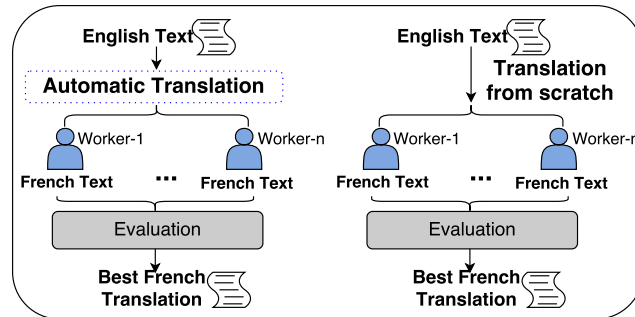 English Text
Automatic Translation
Worker-1
Worker-n
French Text
...
French Text
Evaluation
Best French
Translation
English Text
Translation
from scratch
Worker-1
Worker-n
French Text
...
French Text
Evaluation
Best French
Translation